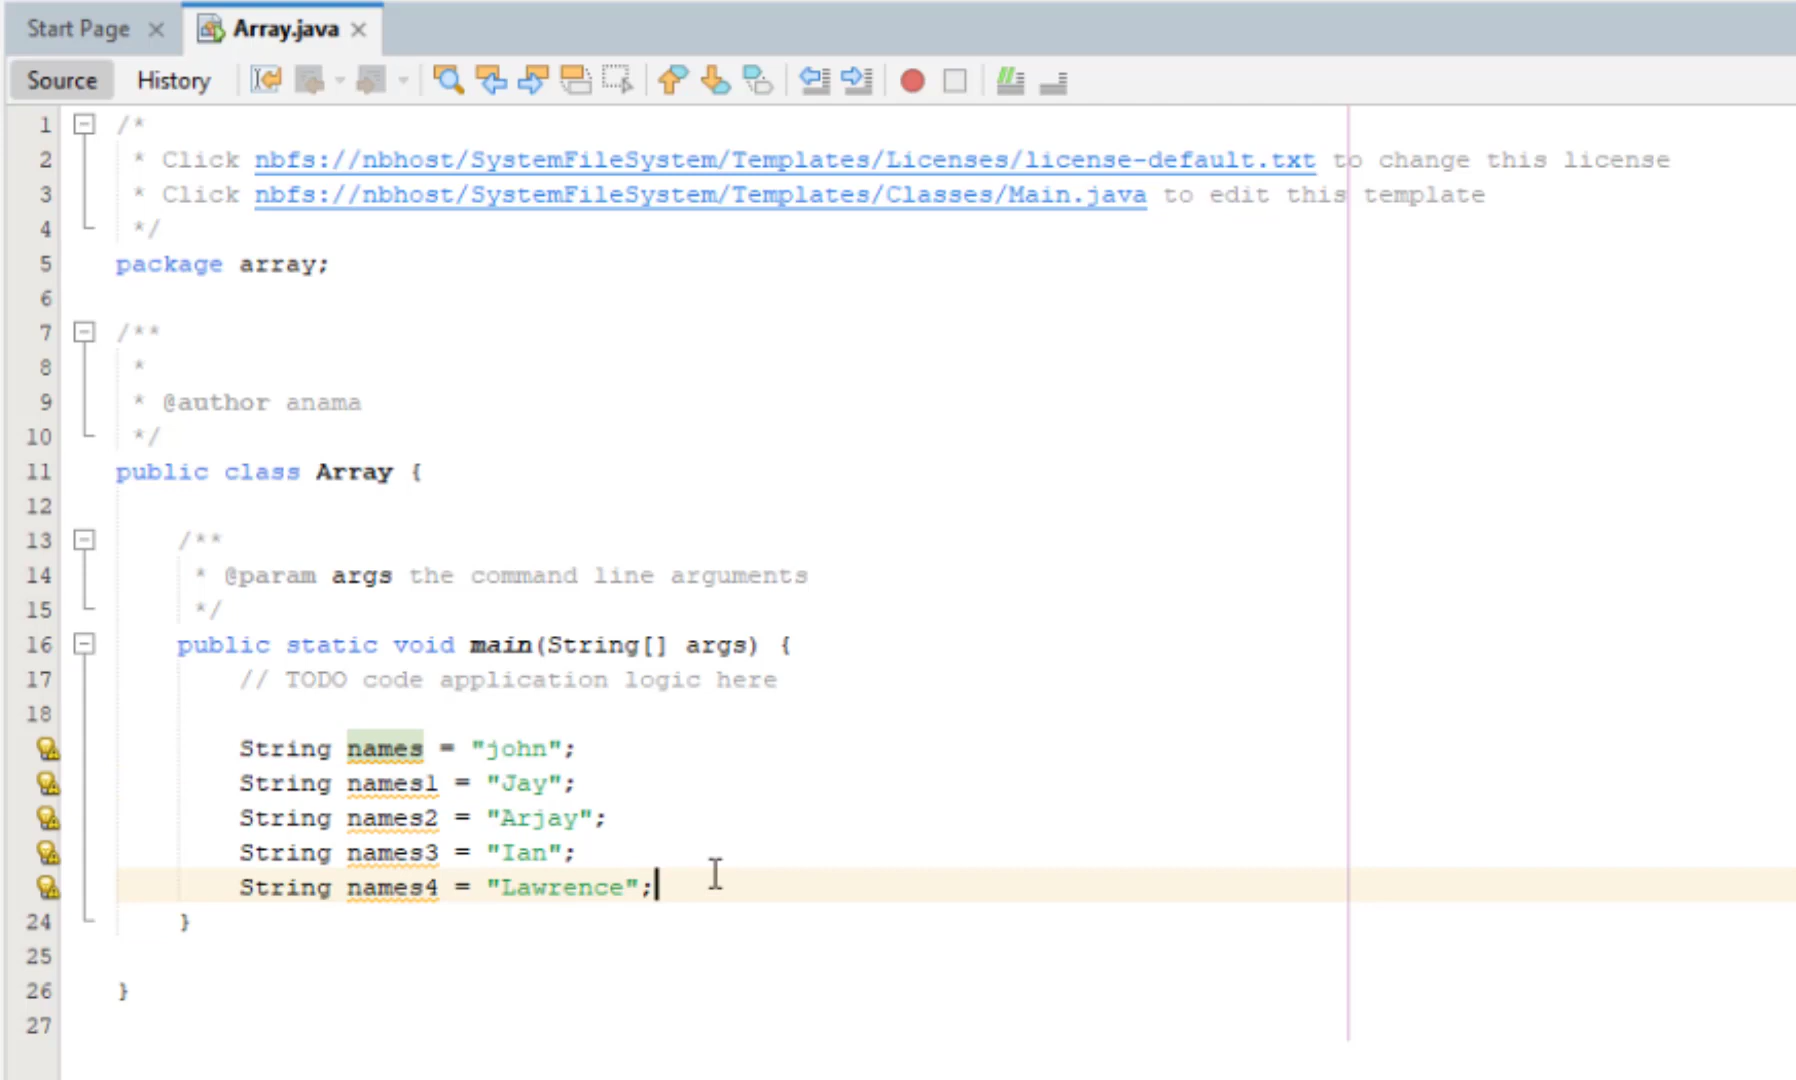 Start Page
Array.java
Source History
1 /*
2 * Click nbfs://nbhost/SystemFileSystem/Templates/Licenses/license-default.txt to change this license
3 * Click nbfs://nbhost/SystemFileSystem/Templates/Classes/Main.java to edit this template
4 */
5 package array;
6
7 /**
8 *
9 * @author anama
10 */
11 public class Array {
12
13 /**
14 * @param args the command line arguments
15 */
16 public static void main(String[] args) {
17 // TODO code application logic here
18
String names = "john";
String names1 = "Jay";
String names2 = "Arjay";
String names3 = "Ian";
String names4 = "Lawrence";
24 }
25
26 }
27